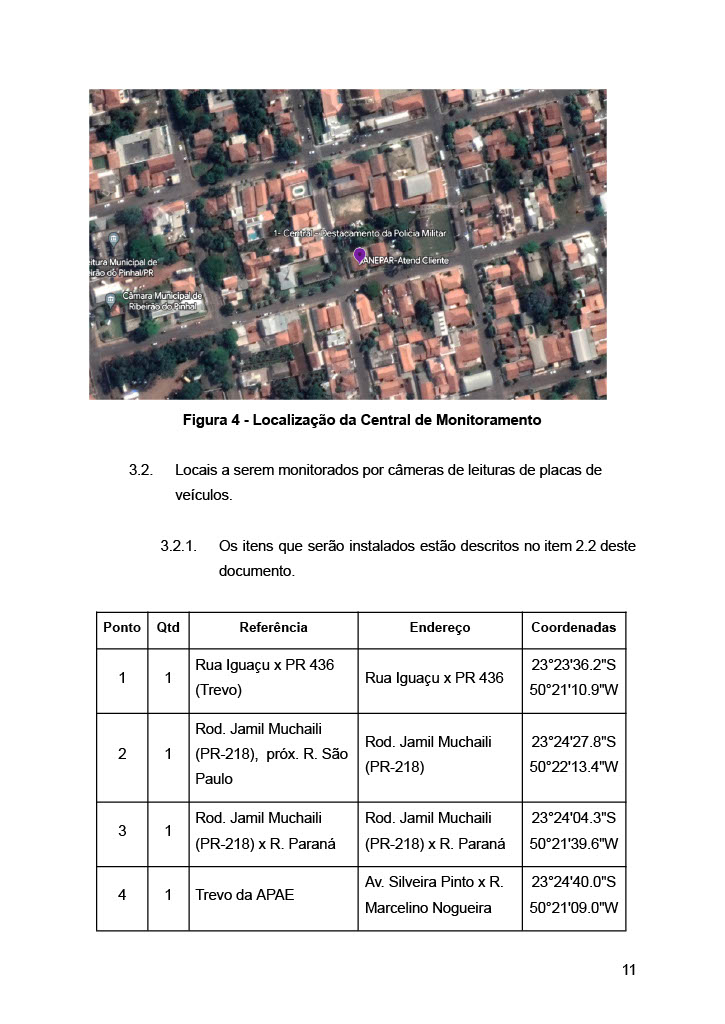 1- Central - Destacamento da Polícia Militar
ANEPAR-Atend Cliente
eitura Municipal de
eirão do Pinhal/PR
Câmara Municipal de
Ribeirão do Pinhal
Figura 4 - Localização da Central de Monitoramento
3.2. Locais a serem monitorados por câmeras de leituras de placas de
veículos.
3.2.1. Os itens que serão instalados estão descritos no item 2.2 deste
documento.
Ponto Qtd Referência Endereço Coordenadas
1 1 Rua Iguaçu x PR 436 (Trevo) Rua Iguaçu x PR 436 23°23'36.2"S 50°21'10.9"W
2 1 Rod. Jamil Muchaili (PR-218), próx. R. São Paulo Rod. Jamil Muchaili (PR-218) 23°24'27.8"S 50°22'13.4"W
3 1 Rod. Jamil Muchaili (PR-218) x R. Paraná Rod. Jamil Muchaili (PR-218) x R. Paraná 23°24'04.3"S 50°21'39.6"W
4 1 Trevo da APAE Av. Silveira Pinto x R. Marcelino Nogueira 23°24'40.0"S 50°21'09.0"W
11